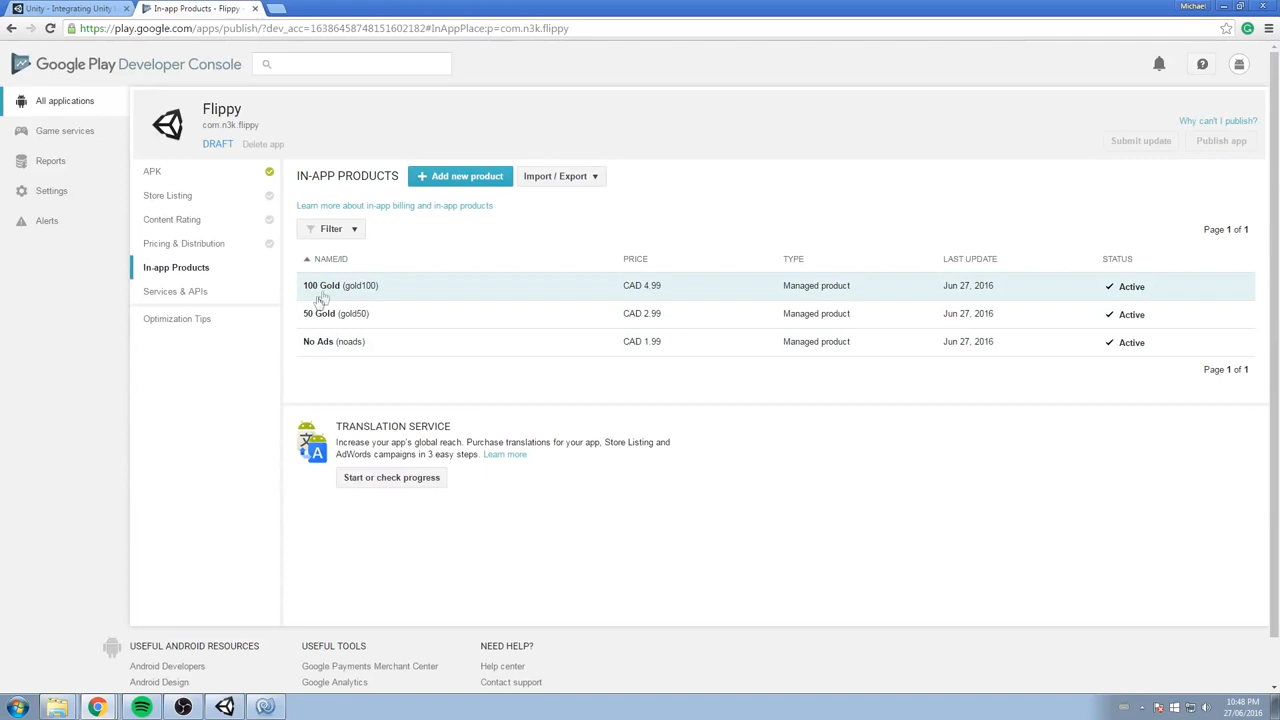 Unity - Integrating Unity
In-app Products - Flippy -
Michael
https://play.google.com/apps/publish/?dev_acc=16386458748151602182#InAppPlace:p=com.n3k.flippy
Google Play Developer Console
All applications
Game services
Reports
Settings
Alerts
Flippy
com.n3k.flippy
DRAFT Delete app
Why can't I publish?
Submit update
Publish app
APK
Store Listing
Content Rating
Pricing & Distribution
In-app Products
Services & APIs
Optimization Tips
IN-APP PRODUCTS
+ Add new product
Import / Export ▼
Learn more about in-app billing and in-app products
Filter ▼
Page 1 of 1
NAME/ID PRICE TYPE LAST UPDATE STATUS
100 Gold (gold100) CAD 4.99 Managed product Jun 27, 2016 Active
50 Gold (gold50) CAD 2.99 Managed product Jun 27, 2016 Active
No Ads (noads) CAD 1.99 Managed product Jun 27, 2016 Active
Page 1 of 1
TRANSLATION SERVICE
Increase your app's global reach. Purchase translations for your app, Store Listing and
AdWords campaigns in 3 easy steps. Learn more
Start or check progress
USEFUL ANDROID RESOURCES
Android Developers
Android Design
USEFUL TOOLS
Google Payments Merchant Center
Google Analytics
NEED HELP?
Help center
Contact support
10:48 PM
27/06/2016